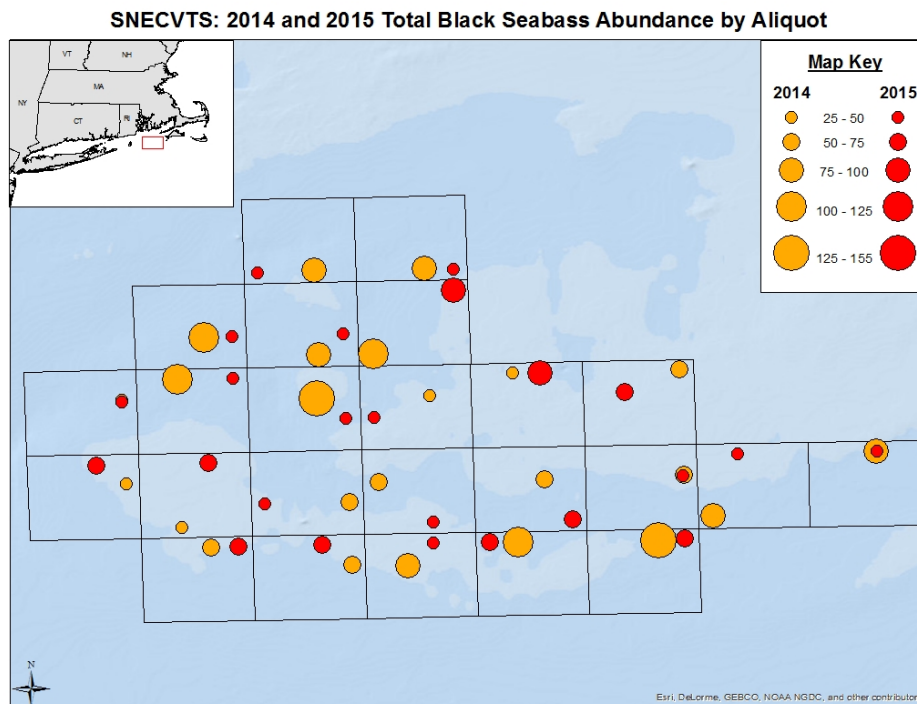 SNECVTS: 2014 and 2015 Total Black Seabass Abundance by Aliquot
VT
NH
NY
MA
CT
RI
Map Key
2014 2015
25 - 50
50 - 75
75 - 100
100 - 125
125 - 155
N
Esri, DeLorme, GEBCO, NOAA NGDC, and other contributor